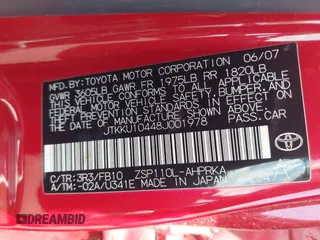 MFD. BY: TOYOTA MOTOR CORPORATION 06/07
GVWR 3605LB GAWR FR 1975LB RR 1820LB
THIS VEHICLE CONFORMS TO ALL APPLICABLE
FEDERAL MOTOR VEHICLE SAFETY, BUMPER, AND
THEFT PREVENTION STANDARDS IN EFFECT ON
THE DATE OF MANUFACTURE SHOWN ABOVE.
JTKKU10448J001978 PASS. CAR
C/TR: 3R3/FB10 ZSP110L-AHPRKA
A/TM: -02A/U341E MADE IN JAPAN
TOYOTA
DREAMBID